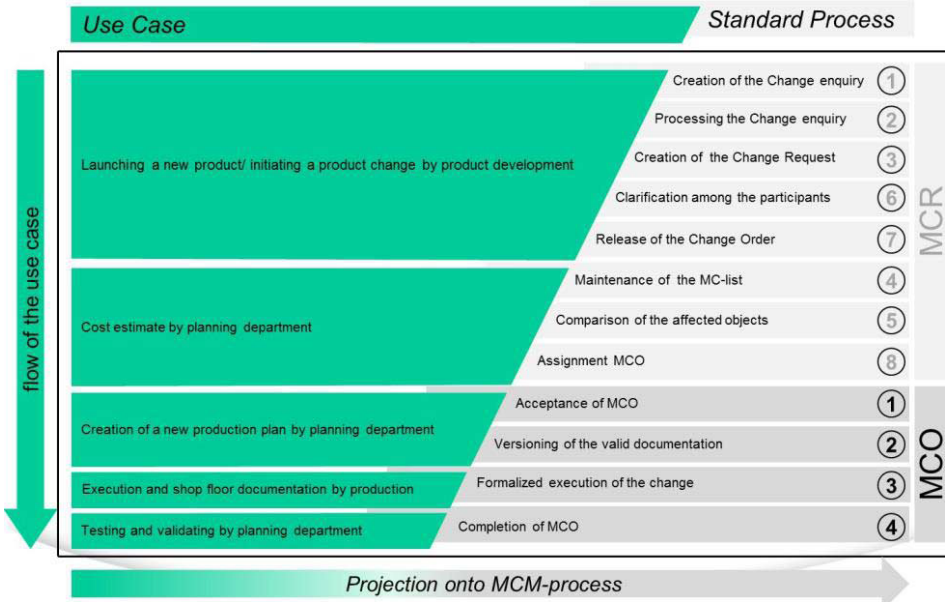 Use Case
Standard Process
flow of the use case
Launching a new product/ initiating a product change by product development
Creation of the Change enquiry 1
Processing the Change enquiry 2
Creation of the Change Request 3
Clarification among the participants 6
Release of the Change Order 7
Cost estimate by planning department
Maintenance of the MC-list 4
Comparison of the affected objects 5
Assignment MCO 8
MCR
Creation of a new production plan by planning department
Acceptance of MCO 1
Versioning of the valid documentation 2
Execution and shop floor documentation by production
Formalized execution of the change 3
Testing and validating by planning department
Completion of MCO 4
MCO
Projection onto MCM-process